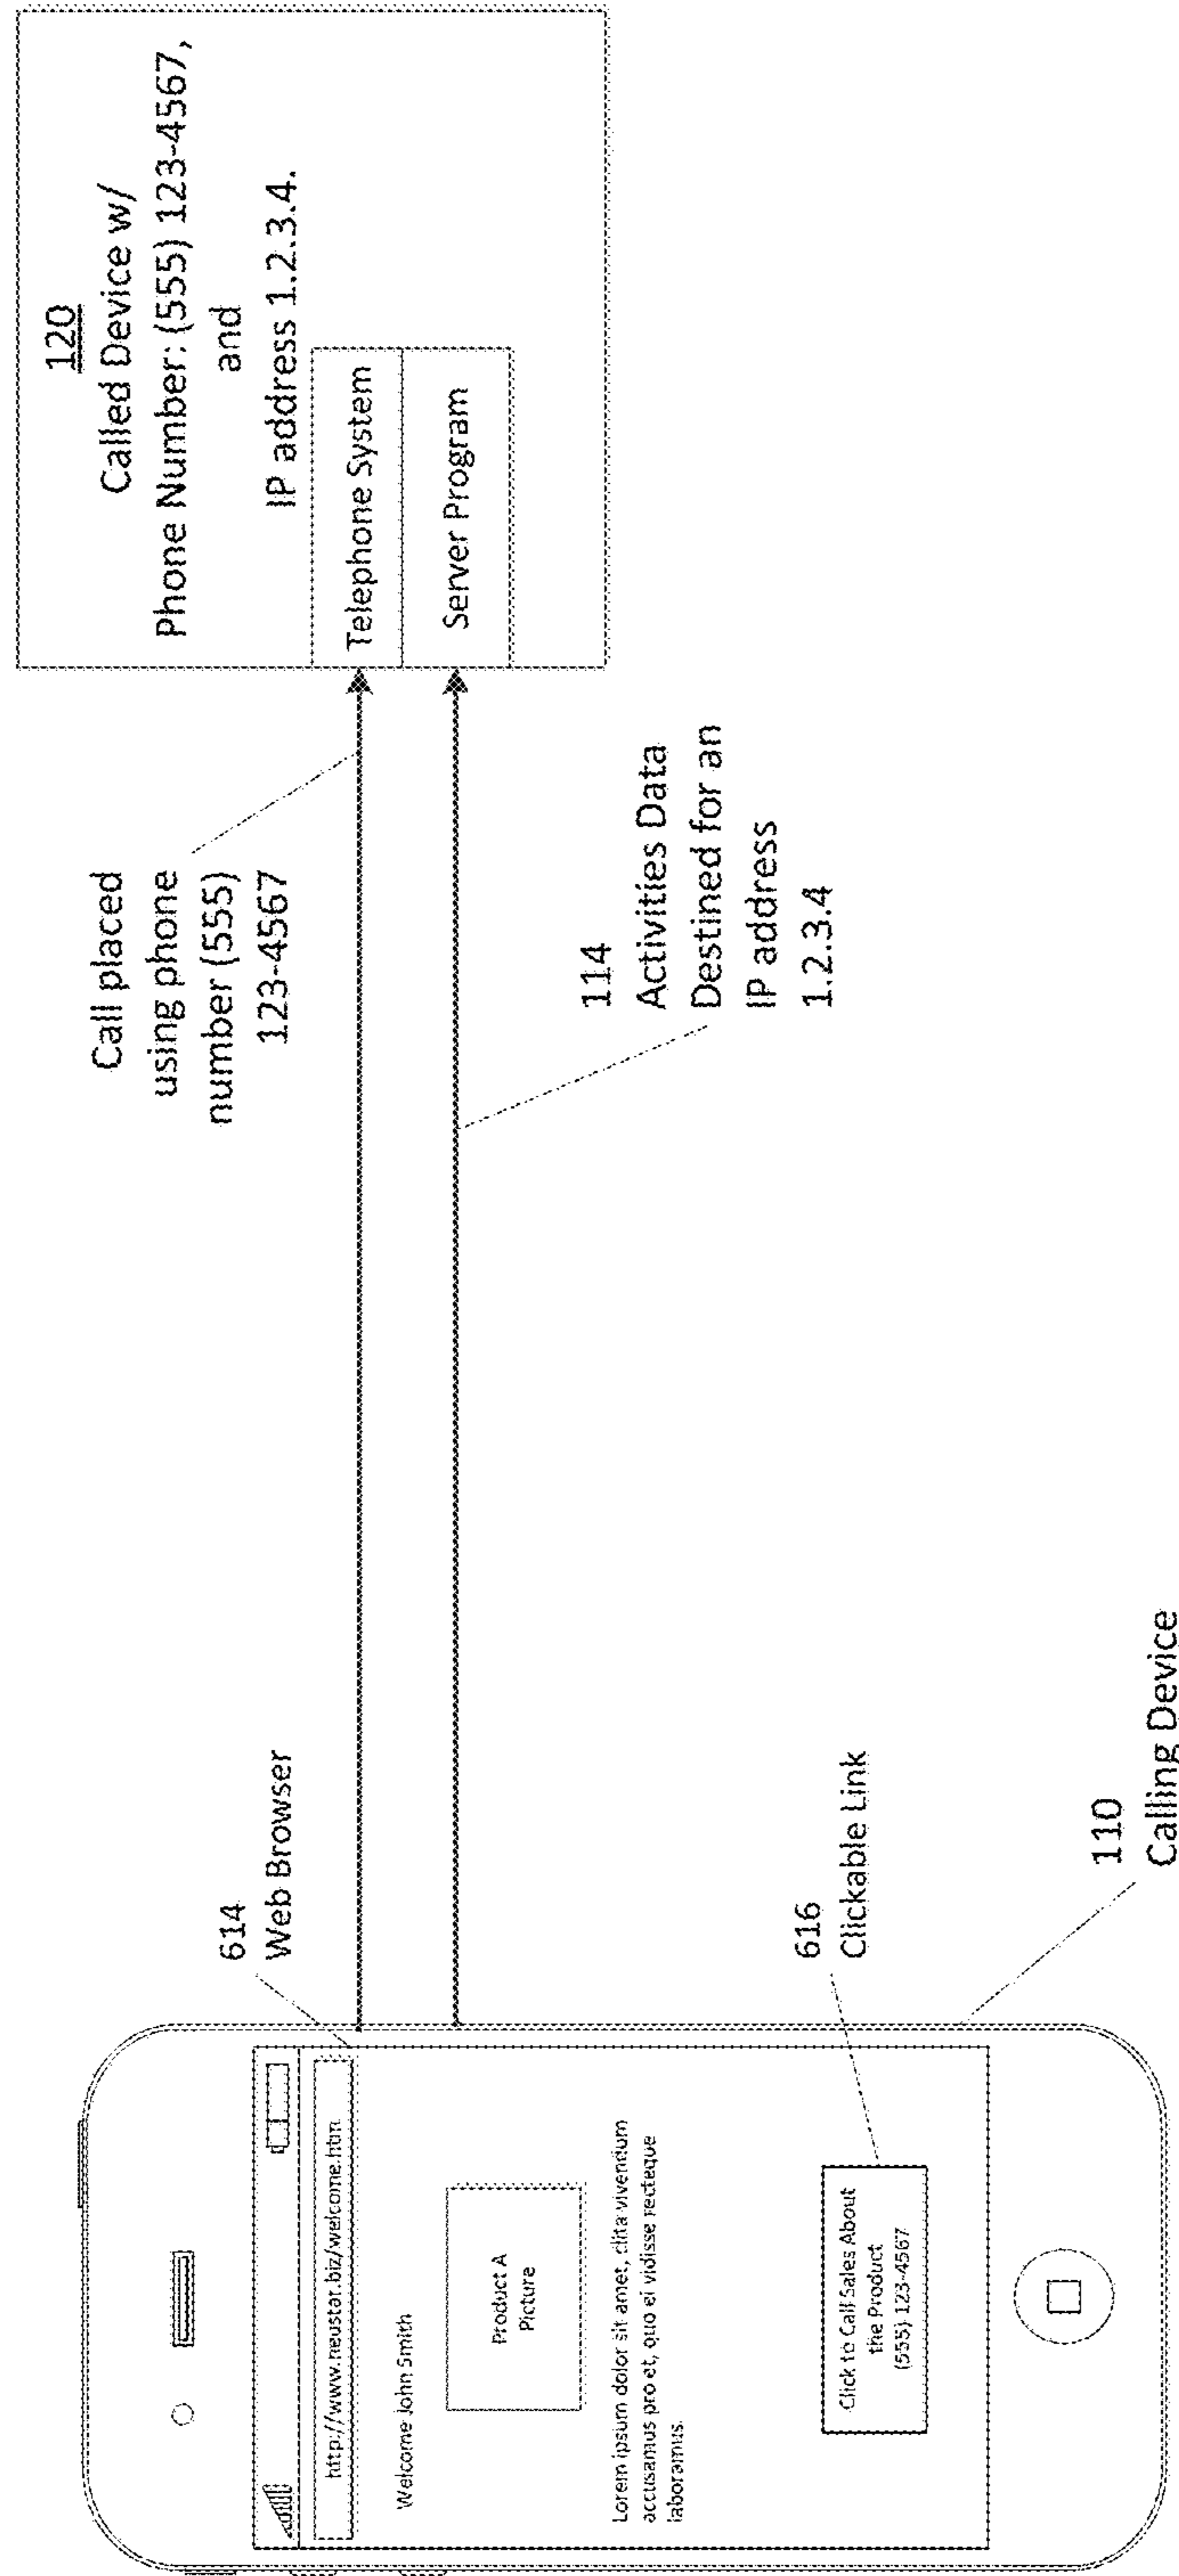 http://www.neustar.biz/welcome.htm
Welcome John Smith
Product A
Picture
Lorem ipsum dolor sit amet, clita vivendum
accusamus pro et, quo ei vidisse recteque
laboramus.
Click to Call Sales About
the Product
(555) 123-4567
614
Web Browser
616
Clickable Link
110
Calling Device
Call placed
using phone
number (555)
123-4567
114
Activities Data
Destined for an
IP address
1.2.3.4
120
Called Device w/
Phone Number: (555) 123-4567,
and
IP address 1.2.3.4.
Telephone System
Server Program